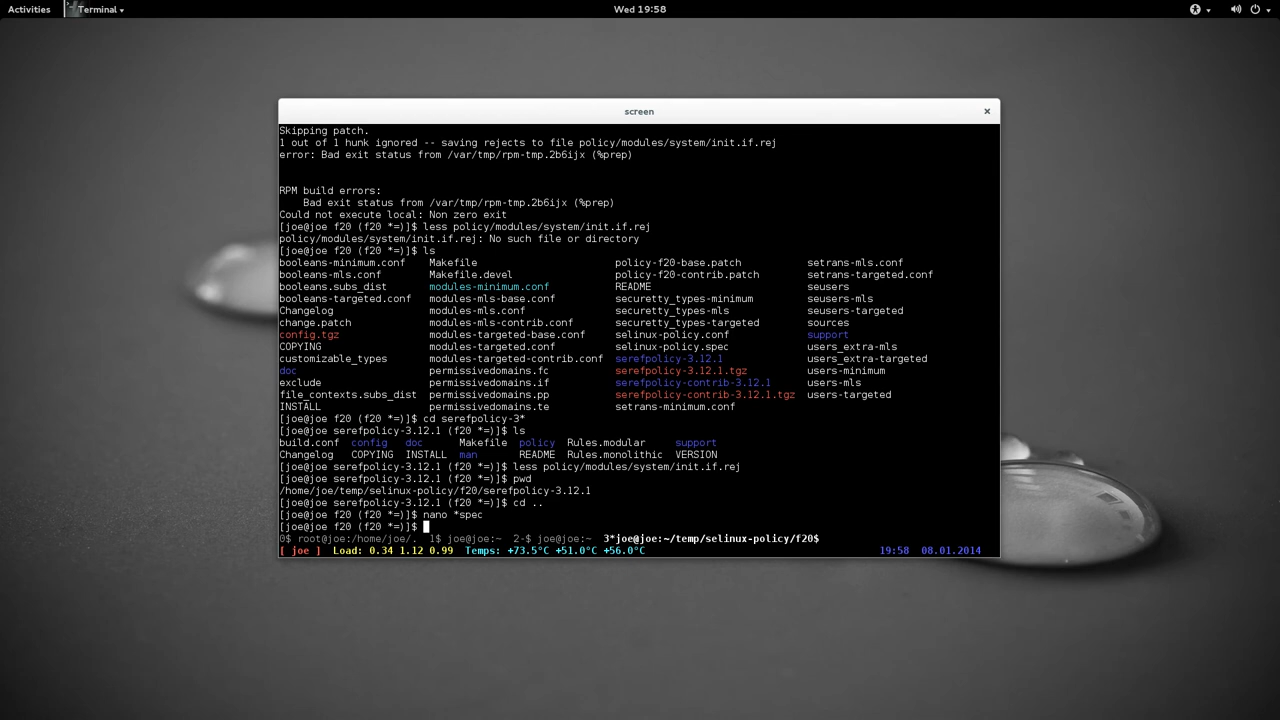 Activities Terminal Wed 19:58
screen ×
Skipping patch.
1 out of 1 hunk ignored -- saving rejects to file policy/modules/system/init.if.rej
error: Bad exit status from /var/tmp/rpm-tmp.2b6ijx (%prep)
RPM build errors:
Bad exit status from /var/tmp/rpm-tmp.2b6ijx (%prep)
Could not execute local: Non zero exit
[joe@joe f20 (f20 *=)]$ less policy/modules/system/init.if.rej
policy/modules/system/init.if.rej: No such file or directory
[joe@joe f20 (f20 *=)]$ ls
booleans-minimum.conf Makefile policy-f20-base.patch setrans-mls.conf
booleans-mls.conf Makefile.devel policy-f20-contrib.patch setrans-targeted.conf
booleans.subs_dist modules-minimum.conf README seusers
booleans-targeted.conf modules-mls-base.conf securetty_types-minimum seusers-mls
Changelog modules-mls.conf securetty_types-mls seusers-targeted
change.patch modules-mls-contrib.conf securetty_types-targeted sources
config.tgz modules-targeted-base.conf selinux-policy.conf support
COPYING modules-targeted.conf selinux-policy.spec users_extra-mls
customizable_types modules-targeted-contrib.conf serefpolicy-3.12.1 users_extra-targeted
doc permissivedomains.fc serefpolicy-3.12.1.tgz users-minimum
exclude permissivedomains.if serefpolicy-contrib-3.12.1 users-mls
file_contexts.subs_dist permissivedomains.pp serefpolicy-contrib-3.12.1.tgz users-targeted
INSTALL permissivedomains.te setrans-minimum.conf
[joe@joe f20 (f20 *=)]$ cd serefpolicy-3*
[joe@joe serefpolicy-3.12.1 (f20 *=)]$ ls
build.conf config doc Makefile policy Rules.modular support
Changelog COPYING INSTALL man README Rules.monolithic VERSION
[joe@joe serefpolicy-3.12.1 (f20 *=)]$ less policy/modules/system/init.if.rej
[joe@joe serefpolicy-3.12.1 (f20 *=)]$ pwd
/home/joe/temp/selinux-policy/f20/serefpolicy-3.12.1
[joe@joe serefpolicy-3.12.1 (f20 *=)]$ cd ..
[joe@joe f20 (f20 *=)]$ nano *spec
[joe@joe f20 (f20 *=)]$
0$ root@joe:/home/joe/. 1$ joe@joe:~ 2-$ joe@joe:~ 3*joe@joe:~/temp/selinux-policy/f20$
[ joe ] Load: 0.34 1.12 0.99 Temps: +73.5°C +51.0°C +56.0°C 19:58 08.01.2014